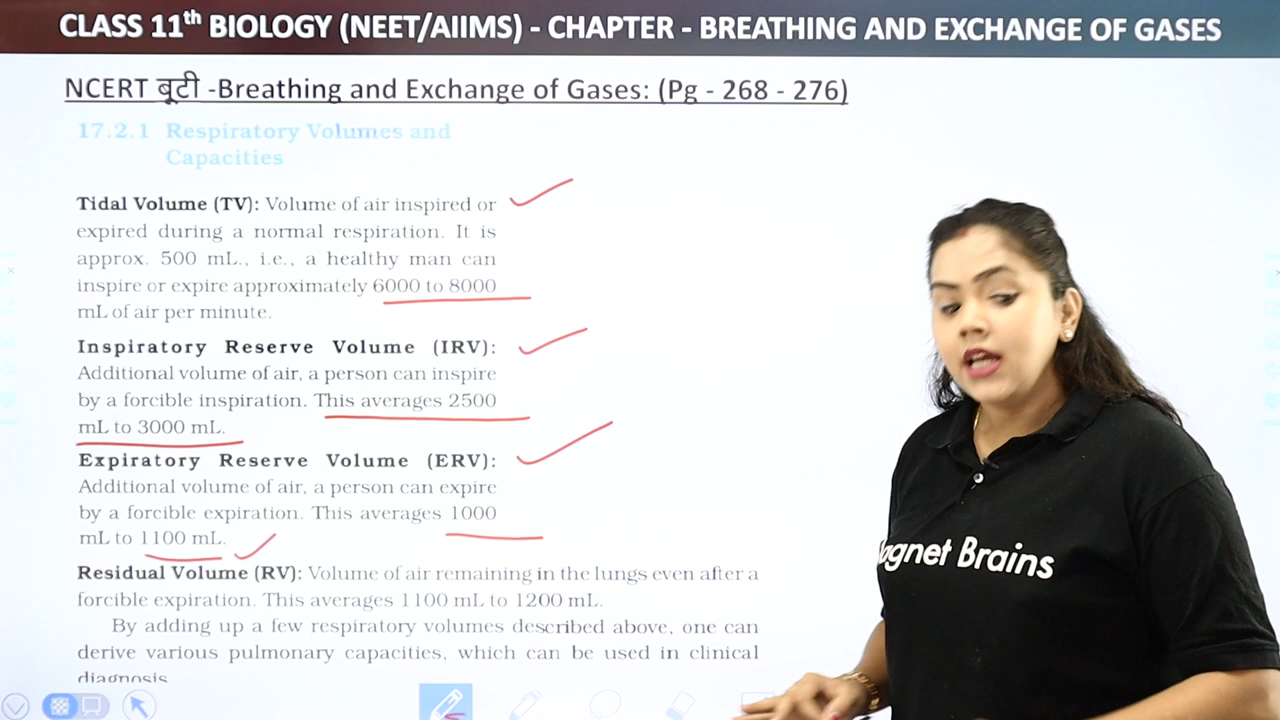 CLASS 11th BIOLOGY (NEET/AIIMS) - CHAPTER - BREATHING AND EXCHANGE OF GASES
NCERT बूटी -Breathing and Exchange of Gases: (Pg - 268 - 276)
17.2.1 Respiratory Volumes and
Capacities
Tidal Volume (TV): Volume of air inspired or
expired during a normal respiration. It is
approx. 500 mL., i.e., a healthy man can
inspire or expire approximately 6000 to 8000
mL of air per minute.
Inspiratory Reserve Volume (IRV):
Additional volume of air, a person can inspire
by a forcible inspiration. This averages 2500
mL to 3000 mL.
Expiratory Reserve Volume (ERV):
Additional volume of air, a person can expire
by a forcible expiration. This averages 1000
mL to 1100 mL.
Residual Volume (RV): Volume of air remaining in the lungs even after a
forcible expiration. This averages 1100 mL to 1200 mL.
By adding up a few respiratory volumes described above, one can
derive various pulmonary capacities, which can be used in clinical
diagnosis
agnet Brains